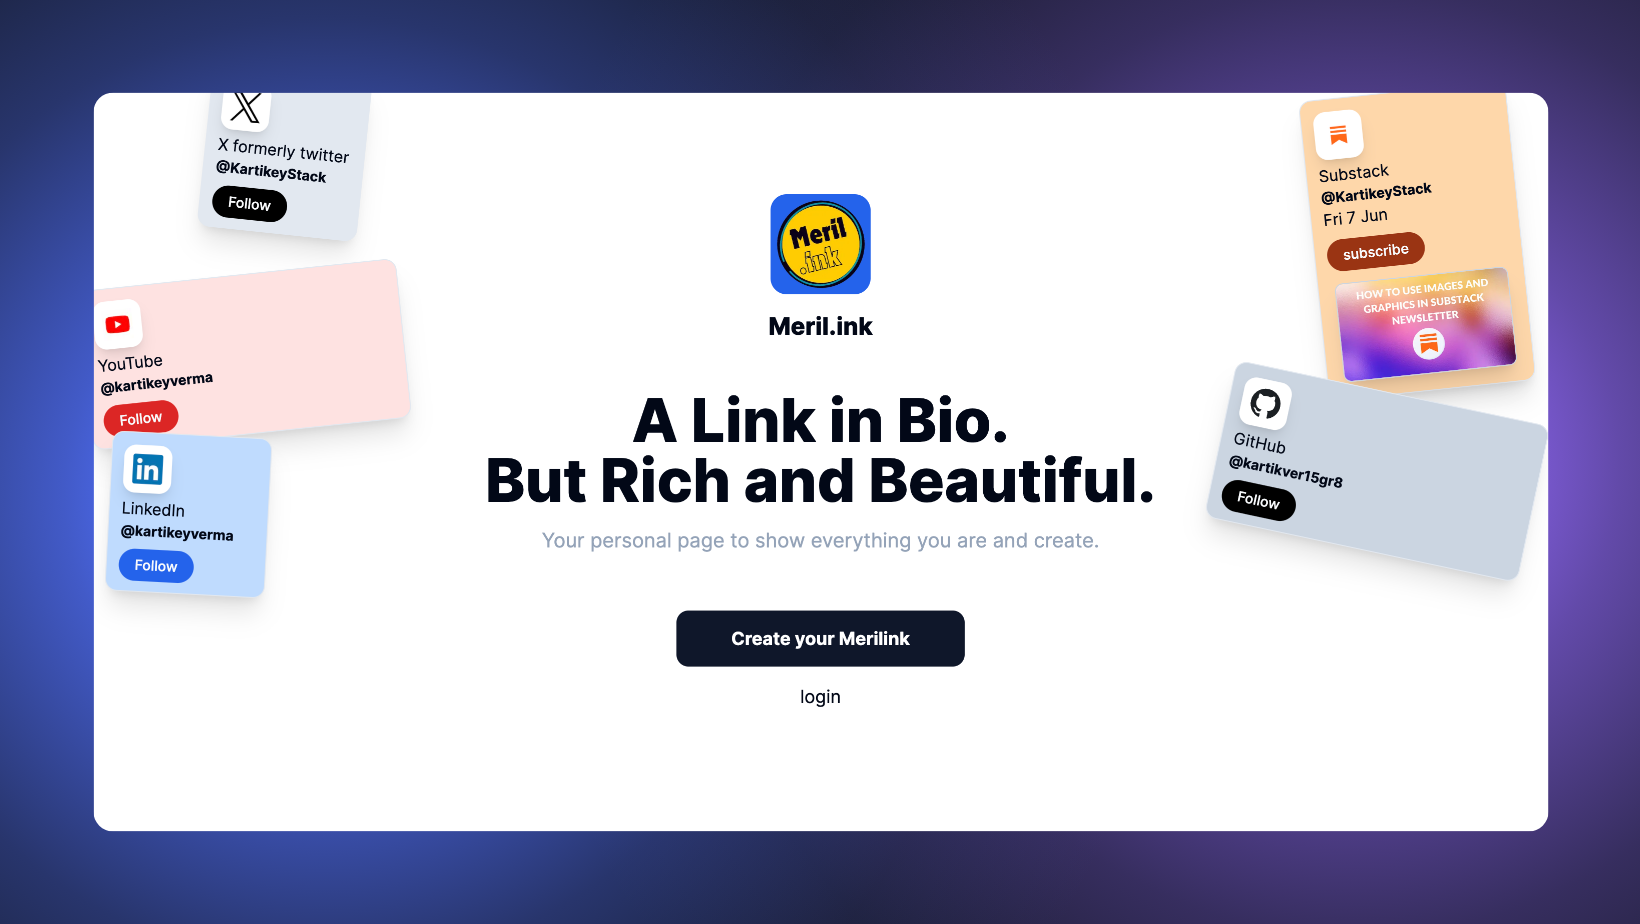 X formerly twitter
@KartikeyStack
Follow
YouTube
@kartikeyverma
Follow
in
LinkedIn
@kartikeyverma
Follow
Meril
.ink
Meril.ink
A Link in Bio.
But Rich and Beautiful.
Your personal page to show everything you are and create.
Create your Merilink
login
Substack
@KartikeyStack
Fri 7 Jun
subscribe
HOW TO USE IMAGES AND
GRAPHICS IN SUBSTACK
NEWSLETTER
GitHub
@kartikver15gr8
Follow